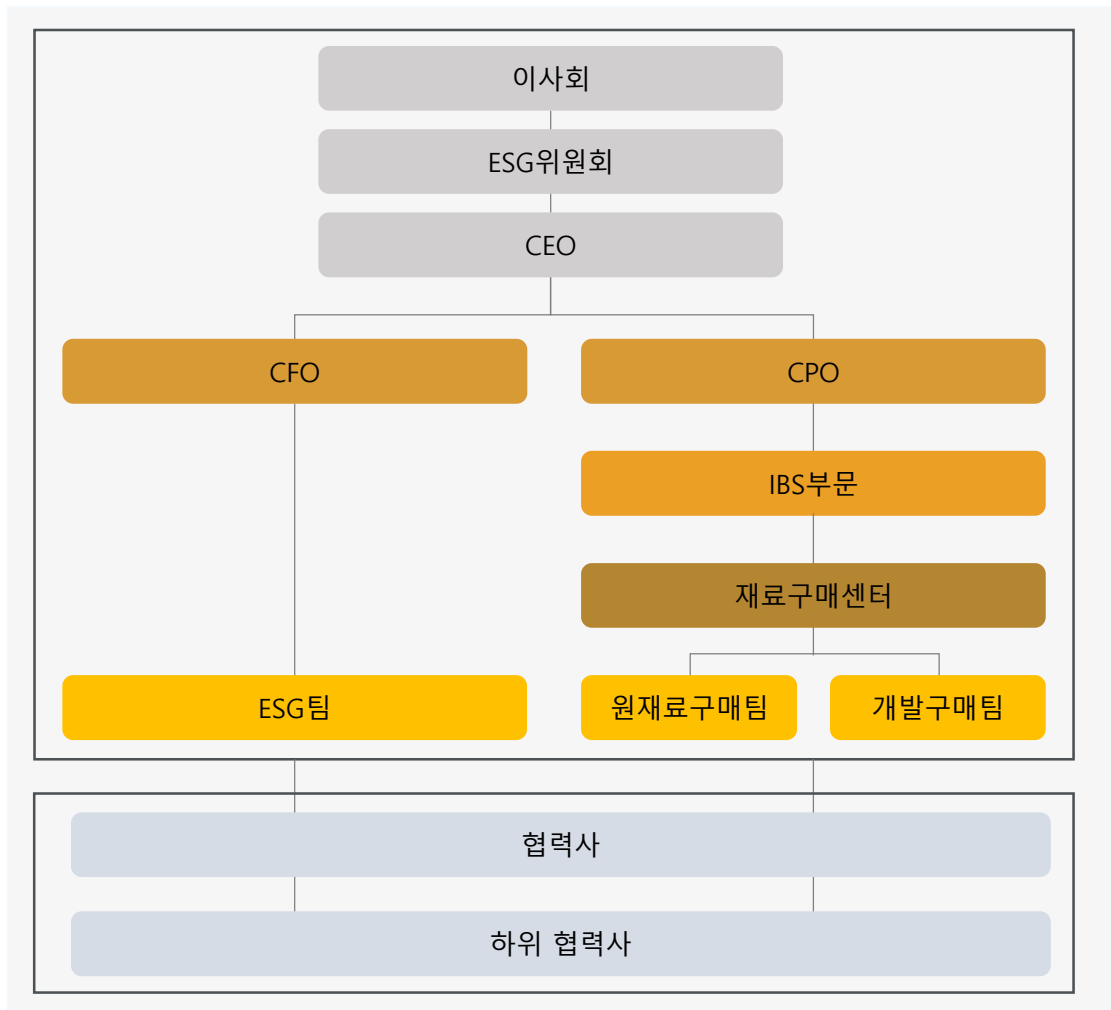 이사회
ESG위원회
CEO
CFO
CPO
IBS부문
재료구매센터
ESG팀
원재료구매팀
개발구매팀
협력사
하위 협력사